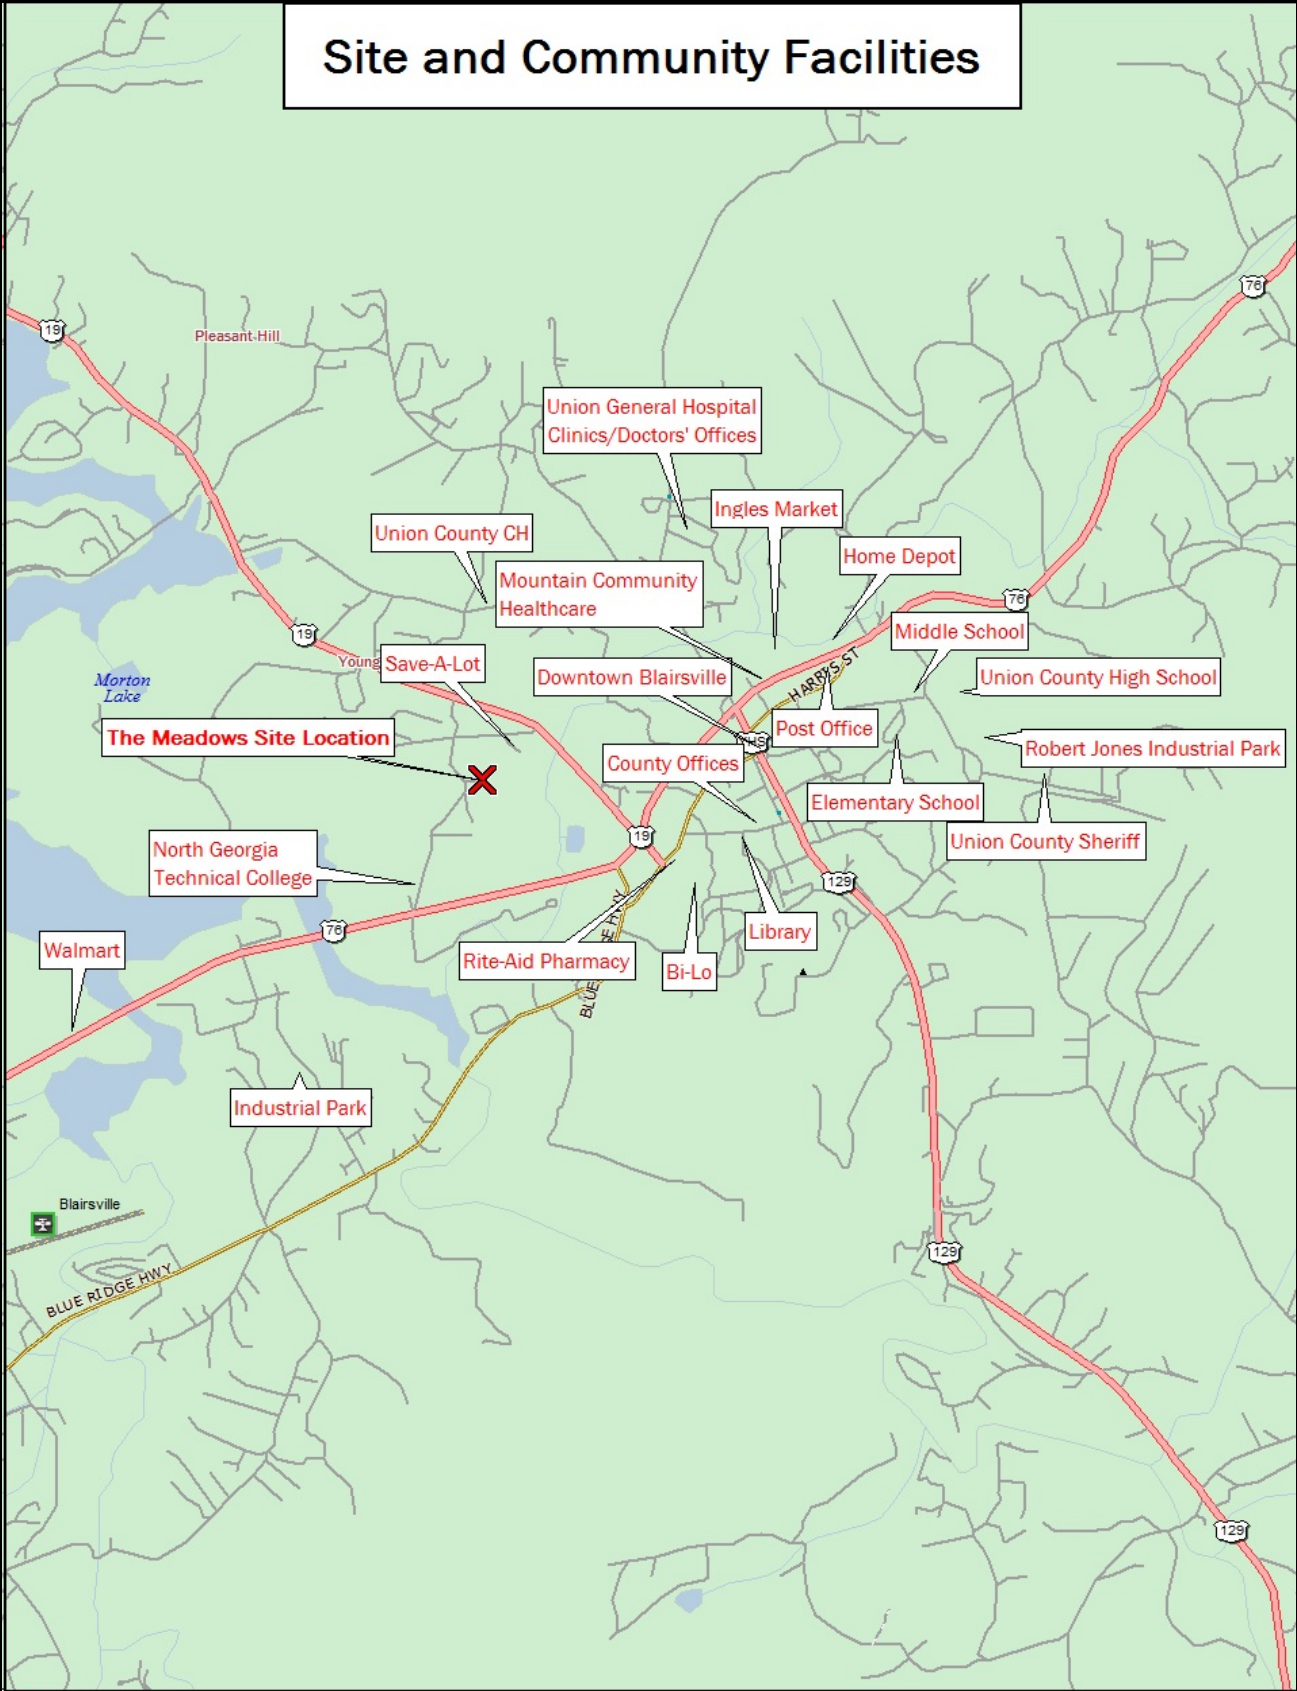 Site and Community Facilities
76
19
Pleasant Hill
Union General Hospital
Clinics/Doctors' Offices
Ingles Market
Union County CH
Home Depot
Mountain Community
Healthcare
76
19
Middle School
Young
Save-A-Lot
HARRIS ST
Downtown Blairsville
Union County High School
Morton
Lake
The Meadows Site Location
Post Office
Robert Jones Industrial Park
County Offices
Elementary School
19
Union County Sheriff
North Georgia
Technical College
129
76
Library
Walmart
Rite-Aid Pharmacy
Bi-Lo
BLUE
HWY
Industrial Park
Blairsville
129
BLUE RIDGE HWY
129